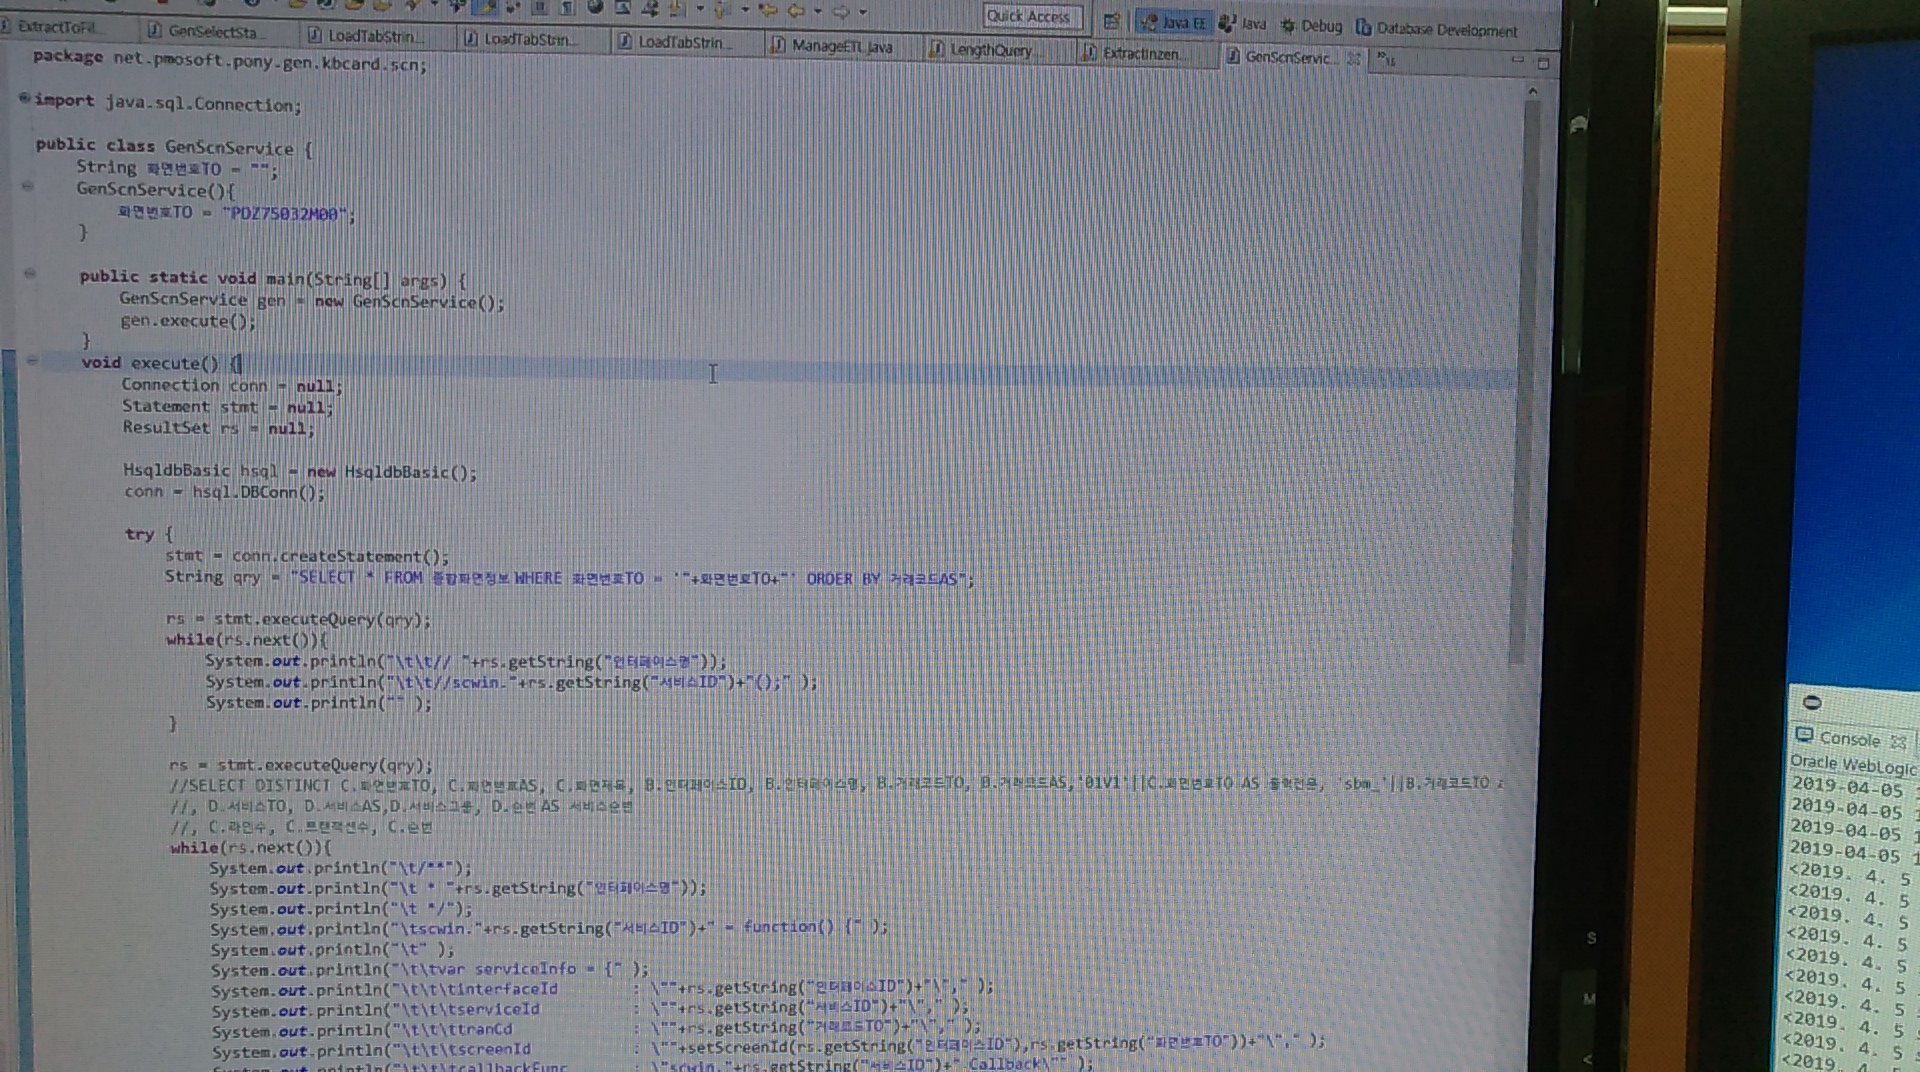 Quick Access
Java EE
Java
Debug
Database Development
ExtractToFil...
GenSelectSta...
LoadTabStrin...
LoadTabStrin...
LoadTabStrin...
ManageETL.java
LengthQuery....
ExtractInzen...
GenScnServic...
package net.pmosoft.pony.gen.kbcard.scn;
import java.sql.Connection;
public class GenScnService {
String 화면번호TO = "";
GenScnService(){
화면번호TO = "PDZ75032M00";
}
public static void main(String[] args) {
GenScnService gen = new GenScnService();
gen.execute();
}
void execute() {
Connection conn = null;
Statement stmt = null;
ResultSet rs = null;
HsqldbBasic hsql = new HsqldbBasic();
conn = hsql.DBConn();
try {
stmt = conn.createStatement();
String qry = "SELECT * FROM 통합화면정보 WHERE 화면번호TO = '"+화면번호TO+"' ORDER BY 거래코드AS";
rs = stmt.executeQuery(qry);
while(rs.next()){
System.out.println("\t\t// "+rs.getString("인터페이스명"));
System.out.println("\t\t//scwin."+rs.getString("서비스ID")+"();" );
System.out.println("" );
}
rs = stmt.executeQuery(qry);
//SELECT DISTINCT C.화면번호TO, C.화면번호AS, C.화면제목, B.인터페이스ID, B.인터페이스명, B.거래코드TO, B.거래코드AS,'01V1'||C.화면번호TO AS 'sbm_'||B.거래코드TO
//, D.서비스TO, D.서비스AS,D.서비스그룹, D.순번 AS 서비스순번
//, C.라인수, C.트랜잭션수, C.순번
while(rs.next()){
System.out.println("\t/**");
System.out.println("\t * "+rs.getString("인터페이스명"));
System.out.println("\t */");
System.out.println("\tscwin."+rs.getString("서비스ID")+" = function() {" );
System.out.println("\t" );
System.out.println("\t\tvar serviceInfo = {" );
System.out.println("\t\t\tinterfaceId : \""+rs.getString("인터페이스ID")+"\"," );
System.out.println("\t\t\tserviceId : \""+rs.getString("서비스ID")+"\"," );
System.out.println("\t\t\ttranCd : \""+rs.getString("거래코드TO")+"\"," );
System.out.println("\t\t\tscreenId : \""+setScreenId(rs.getString("인터페이스ID"),rs.getString("화면번호TO"))+"\"," );
System.out.println("\t\t\tcallbackFunc : \"scwin."+rs.getString("서비스ID")+"_Callback\"" );
Console
Oracle WebLogic
2019-04-05
2019-04-05
2019-04-05
2019-04-05
<2019. 4. 5
<2019. 4. 5
<2019. 4. 5
<2019. 4. 5
<2019. 4. 5
<2019. 4. 5
<2019. 4. 5
<2019. 4. 5
<2019. 4. 5
<2019. 4. 5
S
M
<